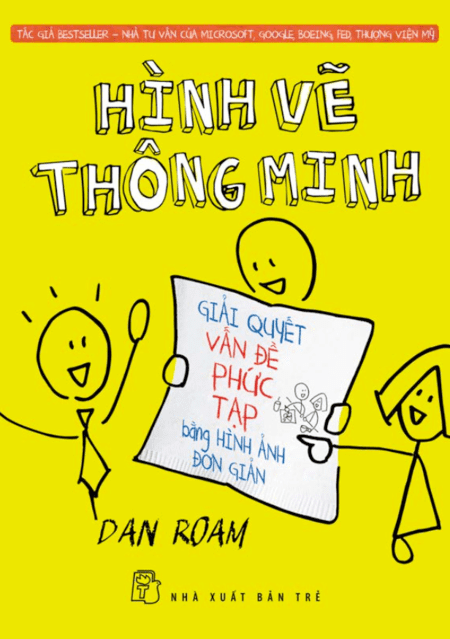 TÁC GIẢ BESTSELLER – NHÀ TƯ VẤN CỦA MICROSOFT, GOOGLE, BOEING, FED, THƯỢNG VIỆN MỸ
HÌNH VẼ
THÔNG MINH
GIẢI QUYẾT
VẤN ĐỀ
PHỨC
TẠP
bằng HÌNH ẢNH
ĐƠN GIẢN
DAN ROAM
NHÀ XUẤT BẢN TRẺ